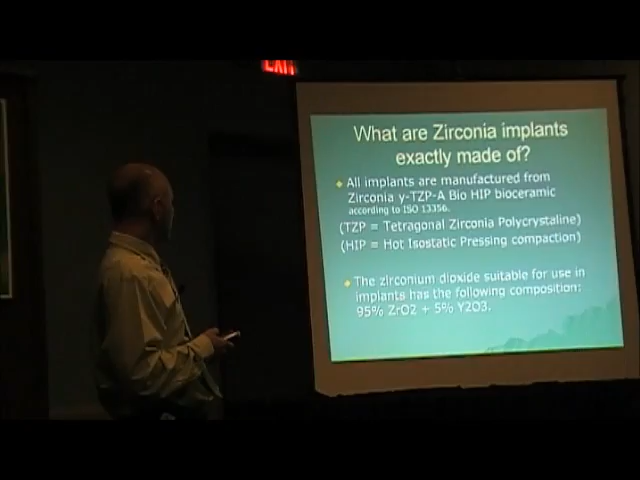 EXIT
What are Zirconia implants
exactly made of?
All implants are manufactured from
Zirconia y-TZP-A Bio HIP bioceramic
according to ISO 13356.
(TZP = Tetragonal Zirconia Polycrystaline)
(HIP = Hot Isostatic Pressing compaction)
The zirconium dioxide suitable for use in
implants has the following composition:
95% ZrO2 + 5% Y2O3.